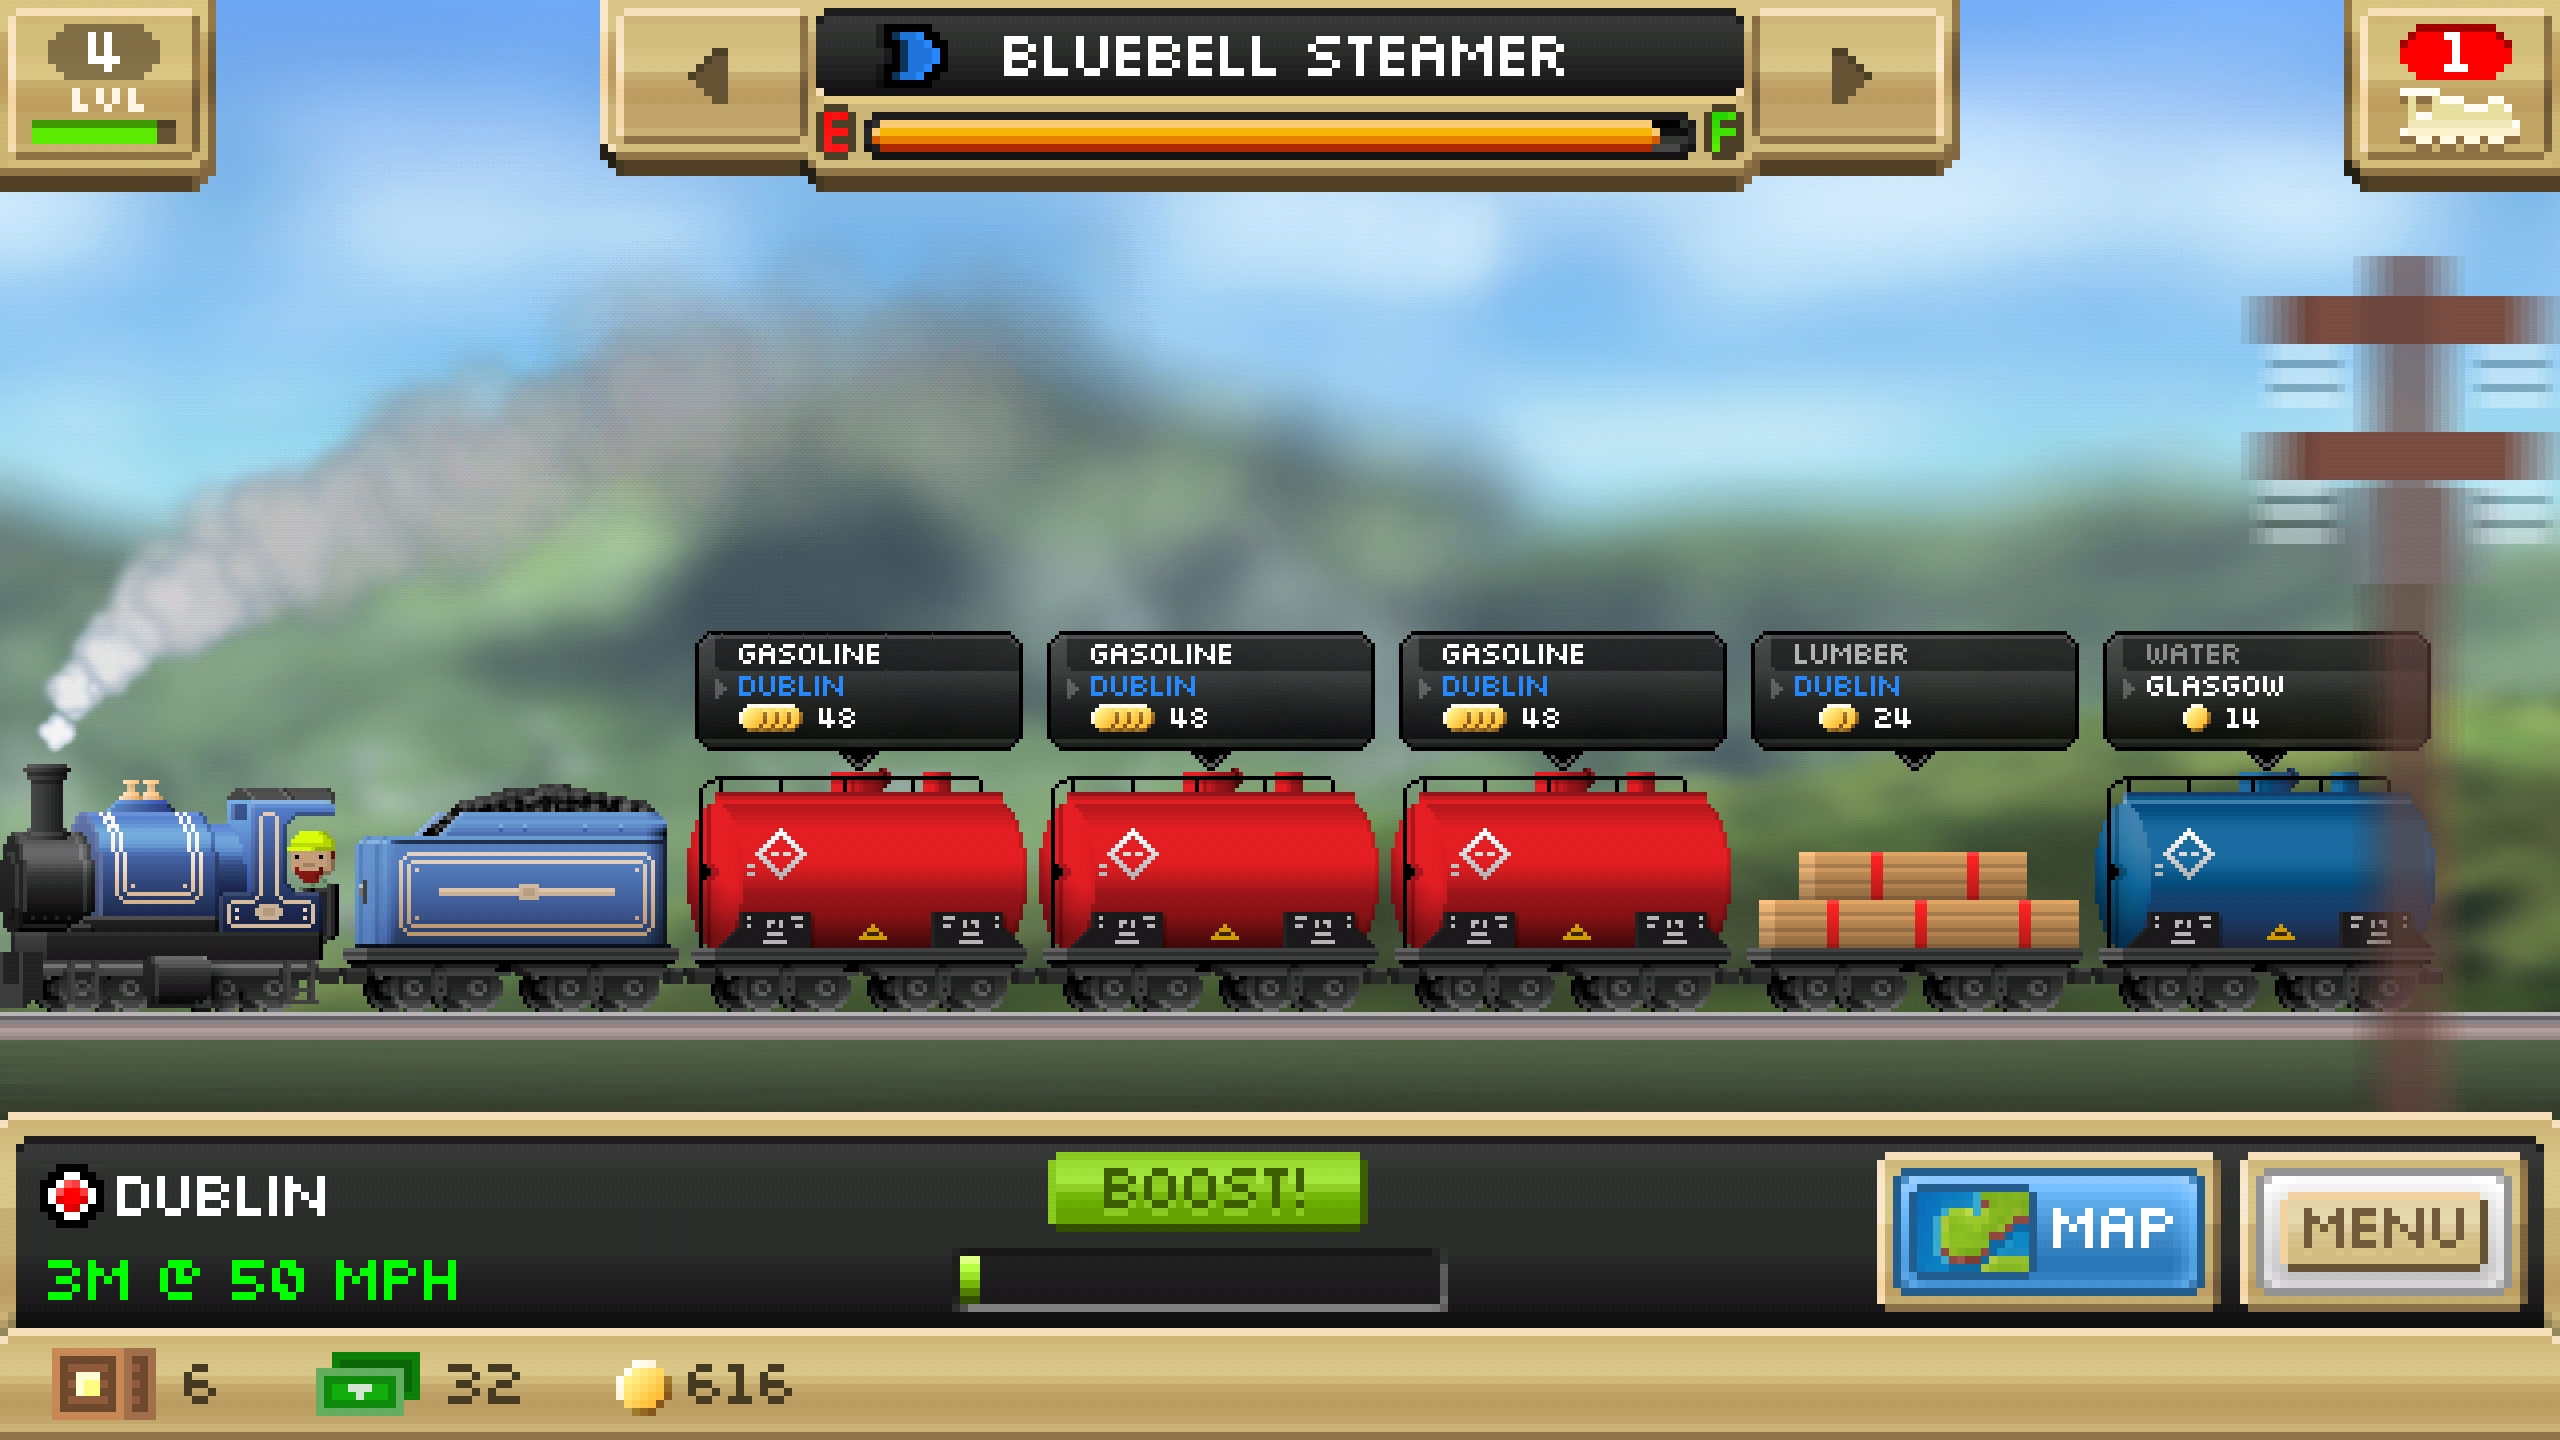 4
LVL
BLUEBELL STEAMER
E F
1
GASOLINE
DUBLIN
48
GASOLINE
DUBLIN
48
GASOLINE
DUBLIN
48
LUMBER
DUBLIN
24
WATER
GLASGOW
14
DUBLIN
3M @ 50 MPH
BOOST!
MAP
MENU
6
32
616